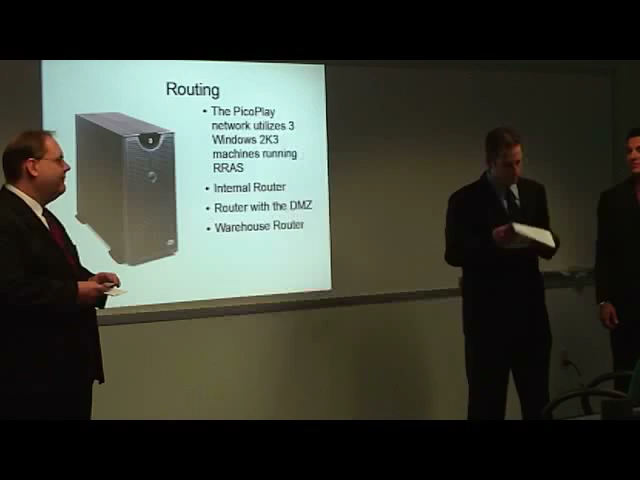 Routing
• The PicoPlay
network utilizes 3
Windows 2K3
machines running
RRAS
• Internal Router
• Router with the DMZ
• Warehouse Router